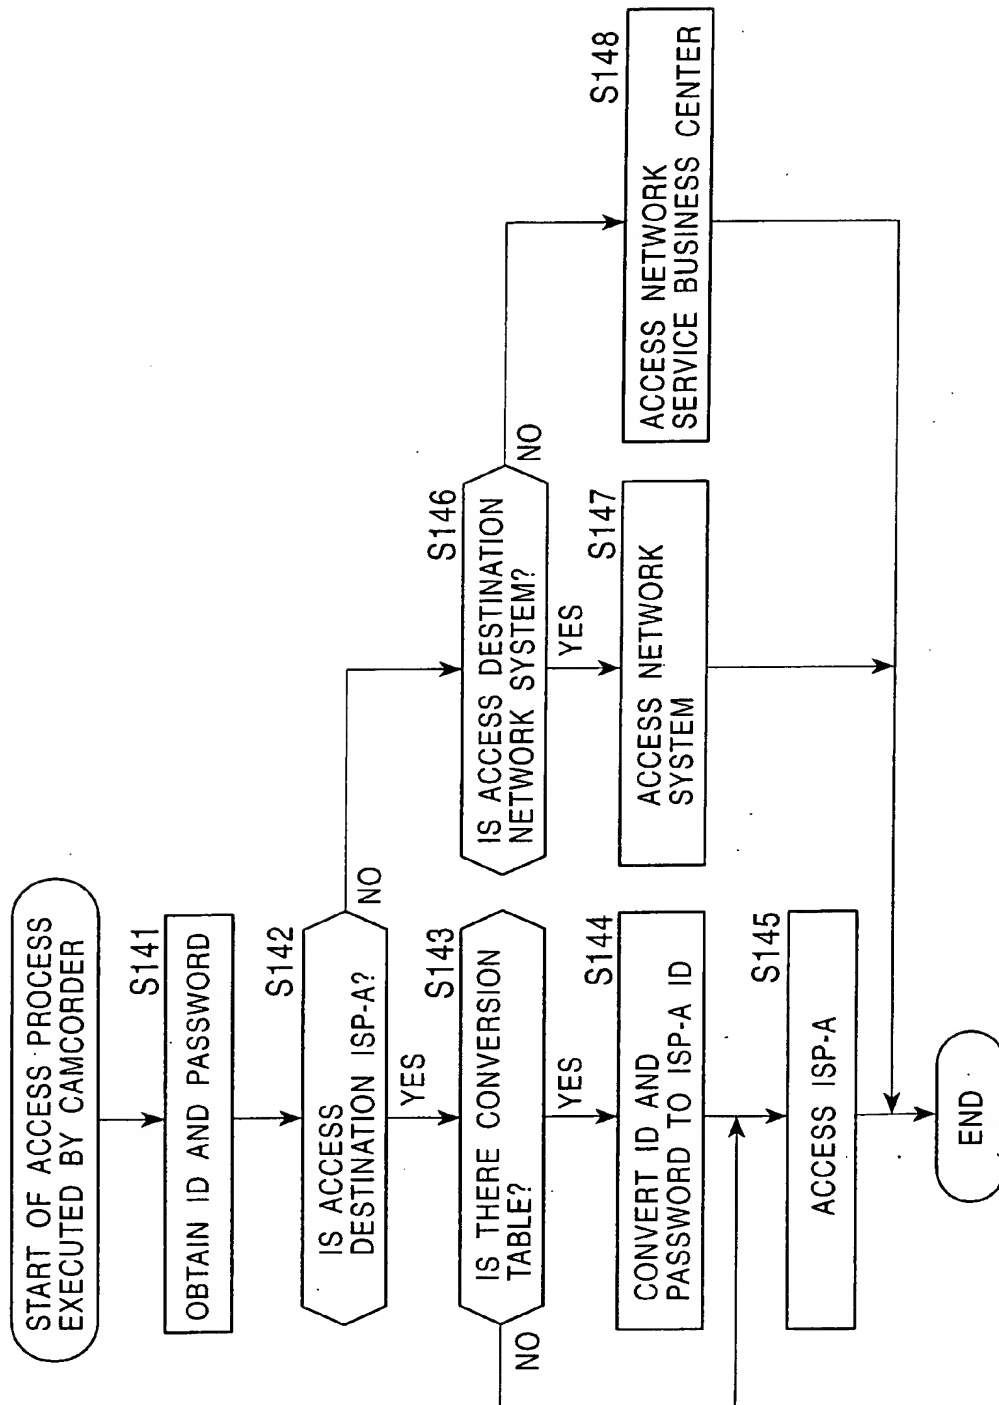 START OF ACCESS PROCESS
EXECUTED BY CAMCORDER
S141
OBTAIN ID AND PASSWORD
S142
IS ACCESS
DESTINATION ISP-A?
NO
YES
S143
IS THERE CONVERSION
TABLE?
NO
YES
S144
CONVERT ID AND
PASSWORD TO ISP-A ID
S145
ACCESS ISP-A
S146
IS ACCESS DESTINATION
NETWORK SYSTEM?
NO
YES
S147
ACCESS NETWORK
SYSTEM
S148
ACCESS NETWORK
SERVICE BUSINESS CENTER
END